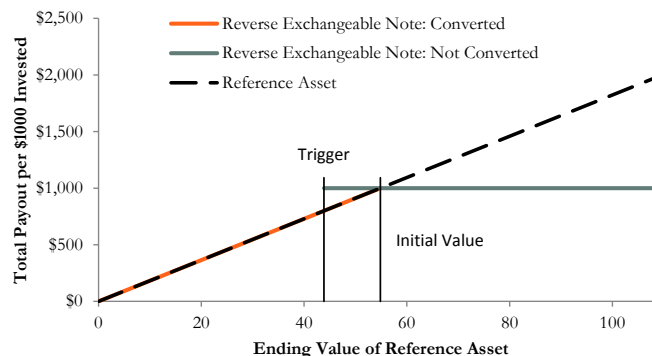 $2,500
$2,000
$1,500
$1,000
$500
$0
Total Payout per $1000 Invested
Reverse Exchangeable Note: Converted
Reverse Exchangeable Note: Not Converted
Reference Asset
Trigger
Initial Value
0 20 40 60 80 100
Ending Value of Reference Asset